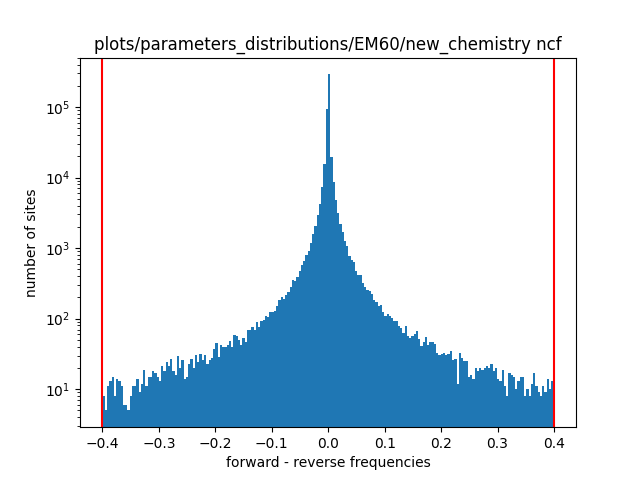 plots/parameters_distributions/EM60/new_chemistry ncf
10^5
10^4
10^3
10^2
10^1
number of sites
−0.4 −0.3 −0.2 −0.1 0.0 0.1 0.2 0.3 0.4
forward - reverse frequencies